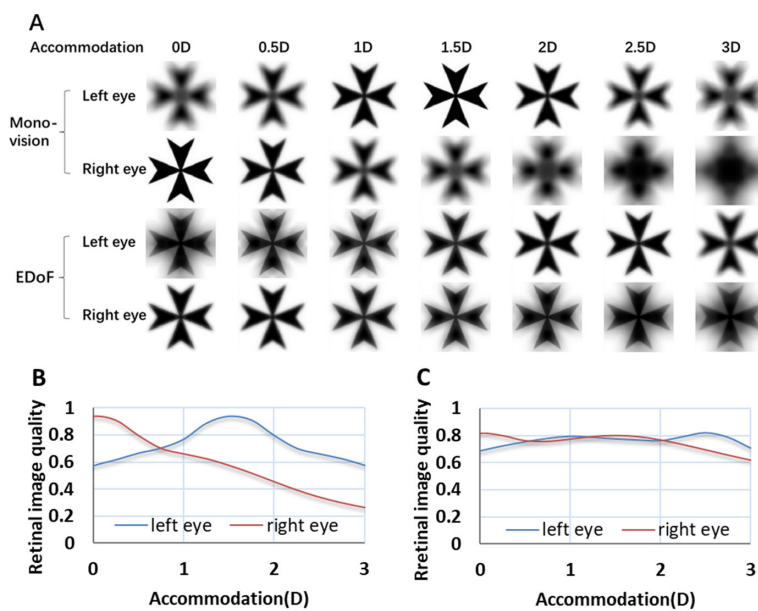 A
Accommodation 0D 0.5D 1D 1.5D 2D 2.5D 3D
Left eye
Mono-
vision
Right eye
Left eye
EDoF
Right eye
B
Retinal image quality
1
0.8
0.6
0.4
0.2
0
left eye right eye
0 1 2 3
Accommodation(D)
C
Rretinal image quality
1
0.8
0.6
0.4
0.2
0
left eye right eye
0 1 2 3
Accommodation(D)